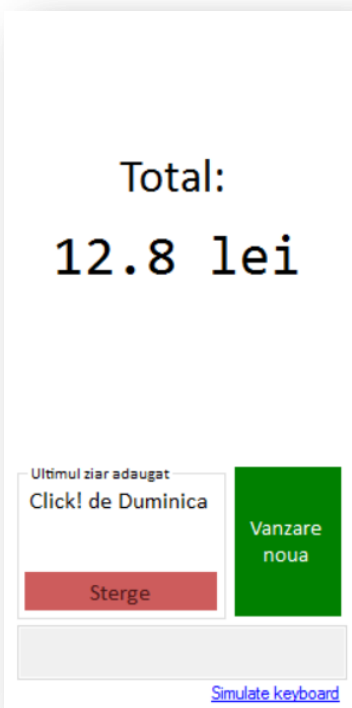 Total:
12.8 lei
Ultimul ziar adaugat
Click! de Duminica
Sterge
Vanzare
noua
Simulate keyboard